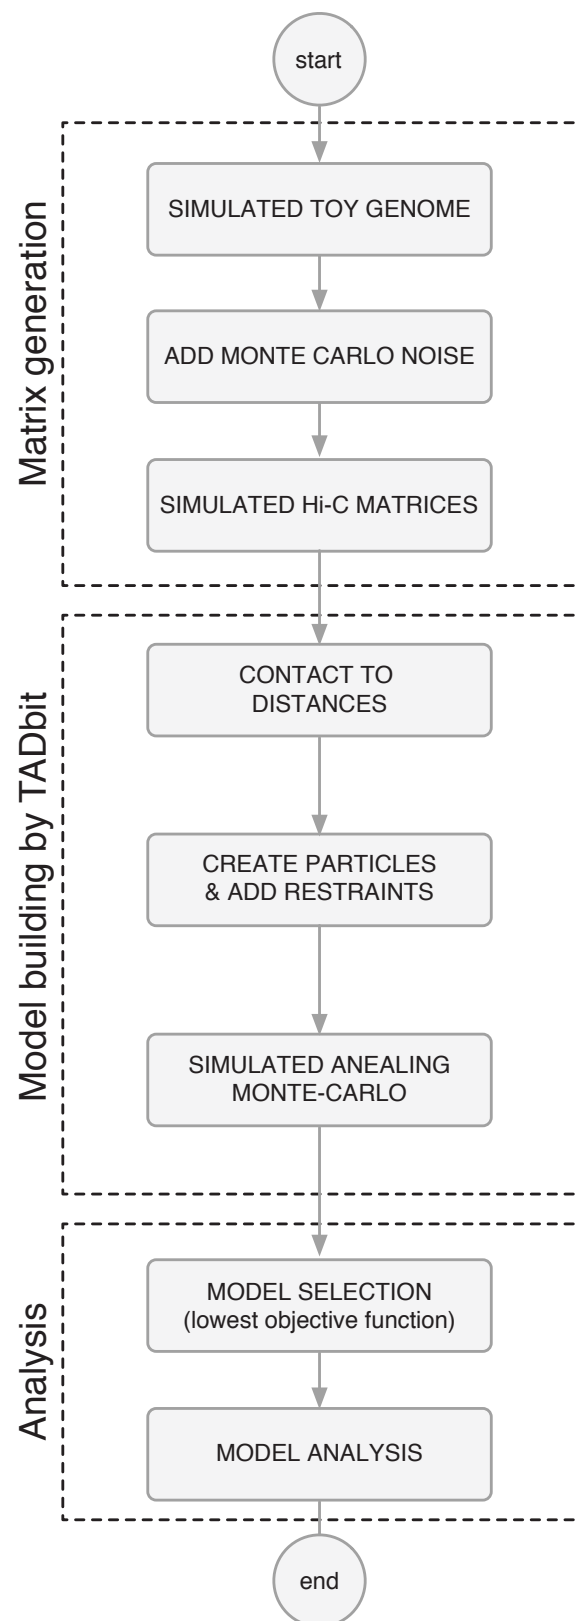 start
Matrix generation
SIMULATED TOY GENOME
ADD MONTE CARLO NOISE
SIMULATED Hi-C MATRICES
Model building by TADbit
CONTACT TO
DISTANCES
CREATE PARTICLES
& ADD RESTRAINTS
SIMULATED ANEALING
MONTE-CARLO
Analysis
MODEL SELECTION
(lowest objective function)
MODEL ANALYSIS
end